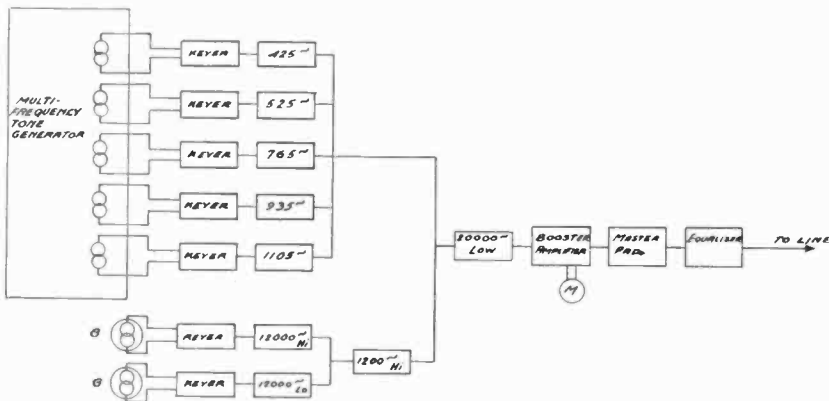 MULTI-
FREQUENCY
TONE
GENERATOR
KEYER
425~
KEYER
525~
KEYER
765~
KEYER
935~
KEYER
1105~
G
KEYER
12000~
Hi
G
KEYER
12000~
Lo
1200~
Hi
20000~
LOW
BOOSTER
AMPLIFIER
M
MASTER
PADS
EQUALIZER
TO LINE